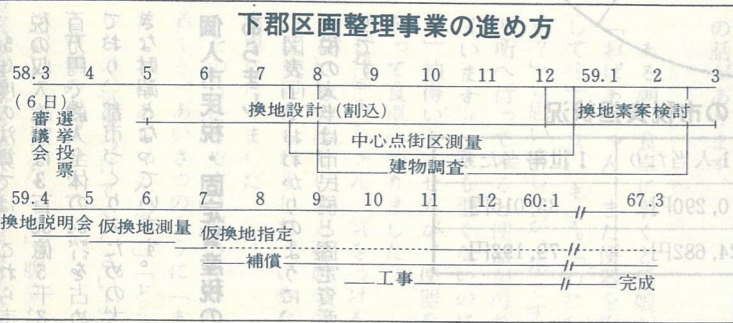 下郡区画整理事業の進め方
58.3 4 5 6 7 8 9 10 11 12 59.1 2 3
(6日)
選挙投票
審議会
換地設計(割込)
換地素案検討
中心点街区測量
建物調査
59.4 5 6 7 8 9 10 11 12 60.1 67.3
換地説明会 仮換地測量 仮換地指定
補償
工事
完成